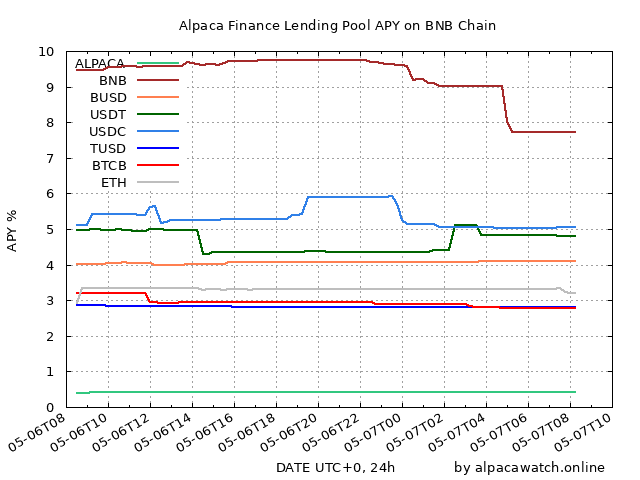 Alpaca Finance Lending Pool APY on BNB Chain
APY %
10
9
8
7
6
5
4
3
2
1
0
ALPACA
BNB
BUSD
USDT
USDC
TUSD
BTCB
ETH
05-06T08
05-06T10
05-06T12
05-06T14
05-06T16
05-06T18
05-06T20
05-06T22
05-07T00
05-07T02
05-07T04
05-07T06
05-07T08
05-07T10
DATE UTC+0, 24h
by alpacawatch.online